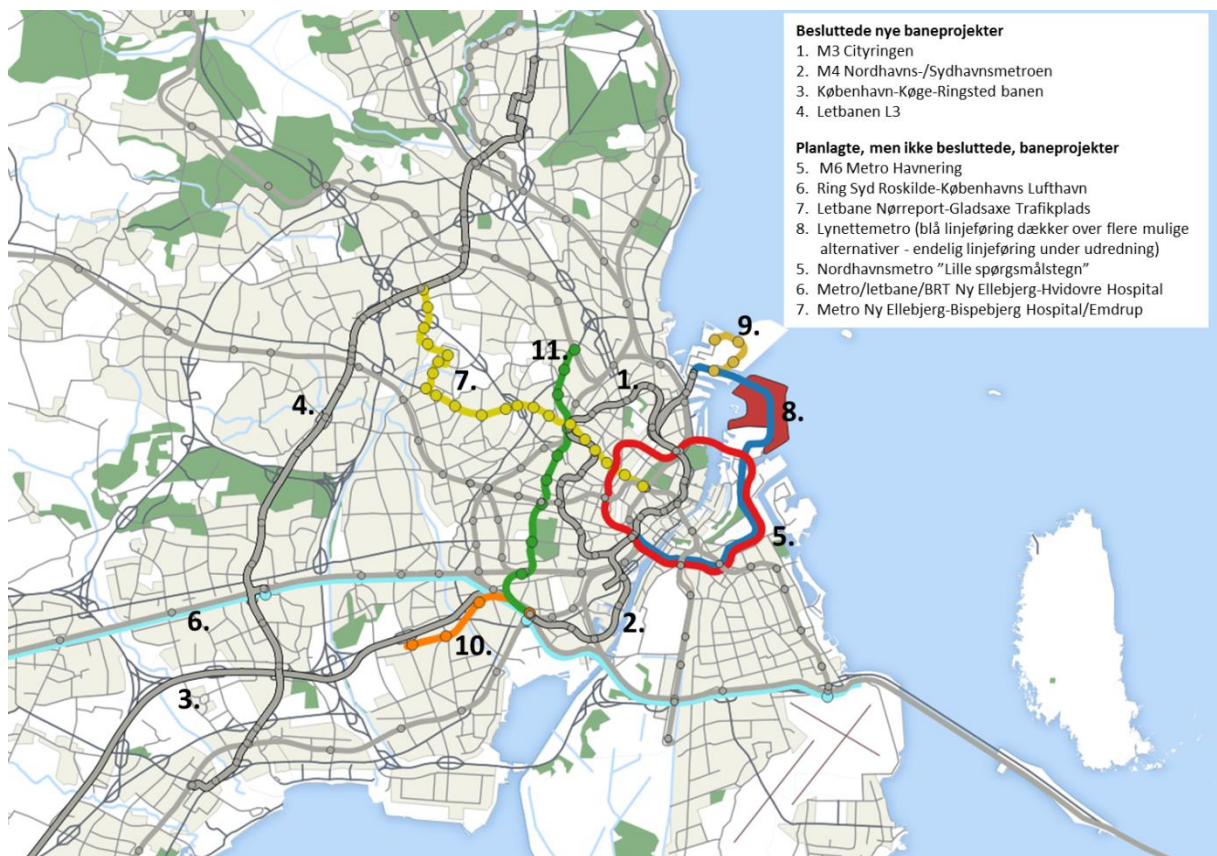 Besluttede nye baneprojekter
1. M3 Cityringen
2. M4 Nordhavns-/Sydhavnsmetroen
3. København-Køge-Ringsted banen
4. Letbanen L3
Planlagte, men ikke besluttede, baneprojekter
5. M6 Metro Havnering
6. Ring Syd Roskilde-Københavns Lufthavn
7. Letbane Nørreport-Gladsaxe Trafikplads
8. Lynettemetro (blå linjeføring dækker over flere mulige
alternativer - endelig linjeføring under udredning)
5. Nordhavnsmetro "Lille spørgsmålstegn"
6. Metro/letbane/BRT Ny Ellebjerg-Hvidovre Hospital
7. Metro Ny Ellebjerg-Bispebjerg Hospital/Emdrup
9.
11.
1.
7.
4.
8.
5.
6.
2.
10.
3.